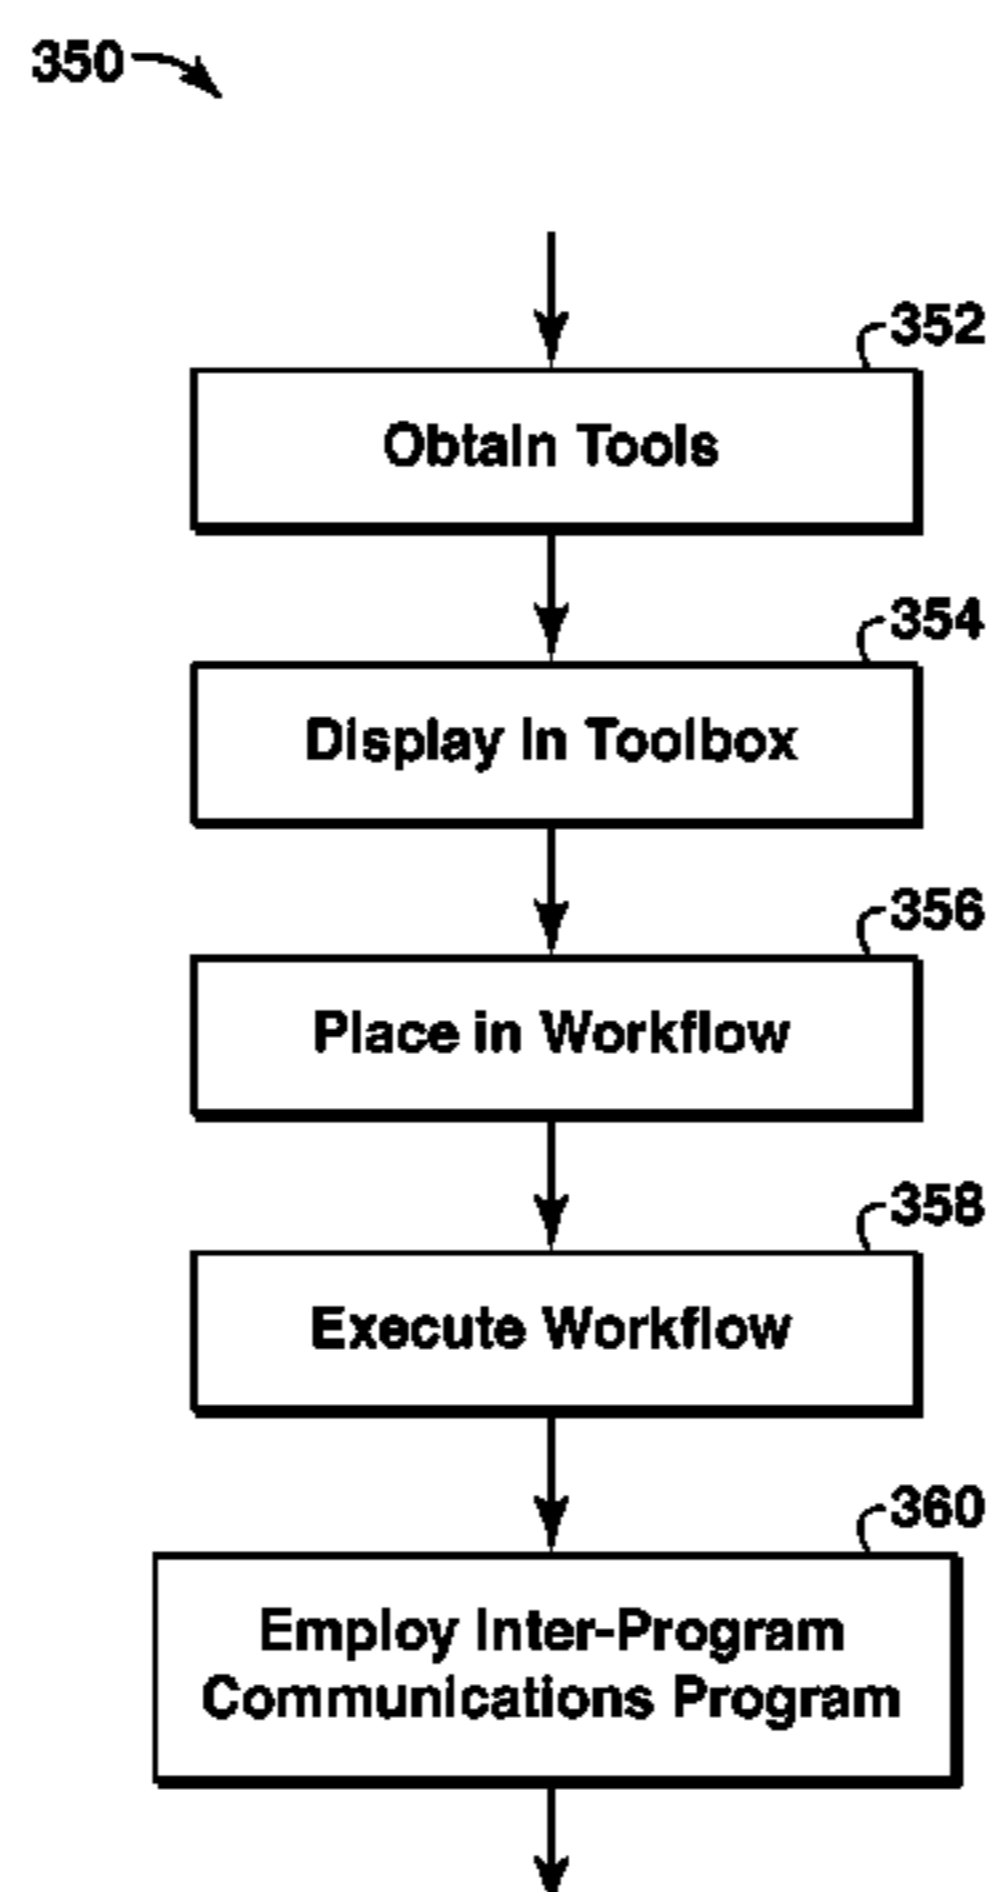 350
352
Obtain Tools
354
Display in Toolbox
356
Place in Workflow
358
Execute Workflow
360
Employ Inter-Program
Communications Program